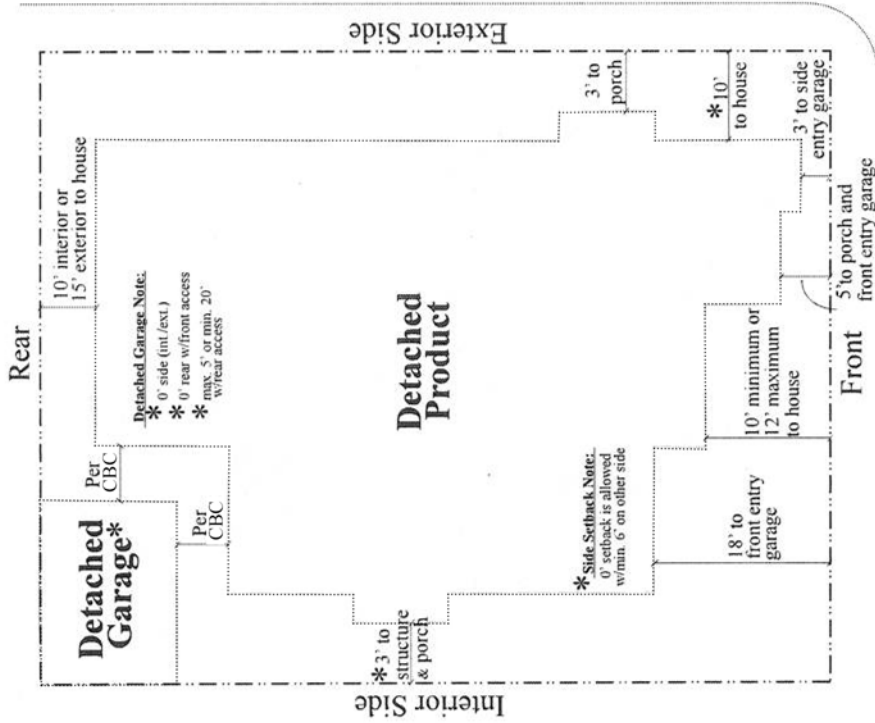 Rear
10’ interior or
15’ exterior to house
Exterior Side
Detached
Garage*
Per
CBC
Per
CBC
Detached Garage Note:
* 0’ side (int./ext.)
* 0’ rear w/front access
* max. 5’ or min. 20’
w/rear access
3’ to
porch
* 10’
to house
3’ to side
entry garage
Detached
Product
Interior Side
* 3’ to
structure
& porch
* Side Setback Note:
0’ setback is allowed
w/min. 6’ on other side
18’ to
front entry
garage
10’ minimum or
12’ maximum
to house
5’ to porch and
front entry garage
Front